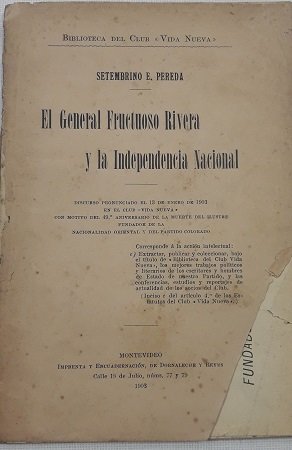 BIBLIOTECA DEL CLUB «VIDA NUEVA»
SETEMBRINO E. PEREDA
El General Fructuoso Rivera
y la Independencia Nacional
DISCURSO PRONUNCIADO EL 13 DE ENERO DE 1903
EN EL CLUB «VIDA NUEVA»
CON MOTIVO DEL 49.º ANIVERSARIO DE LA MUERTE DEL ILUSTRE
FUNDADOR DE LA
NACIONALIDAD ORIENTAL Y DEL PARTIDO COLORADO
Corresponde á la acción intelectual:
c) Extractar, publicar y coleccionar, bajo
el título de «Biblioteca del Club Vida
Nueva», los mejores trabajos políticos
y literarios de los escritores y hombres
de Estado de nuestro Partido, y las
conferencias, estudios y reportajes de
actualidad de los socios del Club.
(Inciso c del artículo 4.º de los Es-
tatutos del Club «Vida Nueva»).
FUNDAD
MONTEVIDEO
IMPRENTA Y ENCUADERNACIÓN, DE DORNALECHE Y REYES
Calle 18 de Julio, núms. 77 y 79
1903